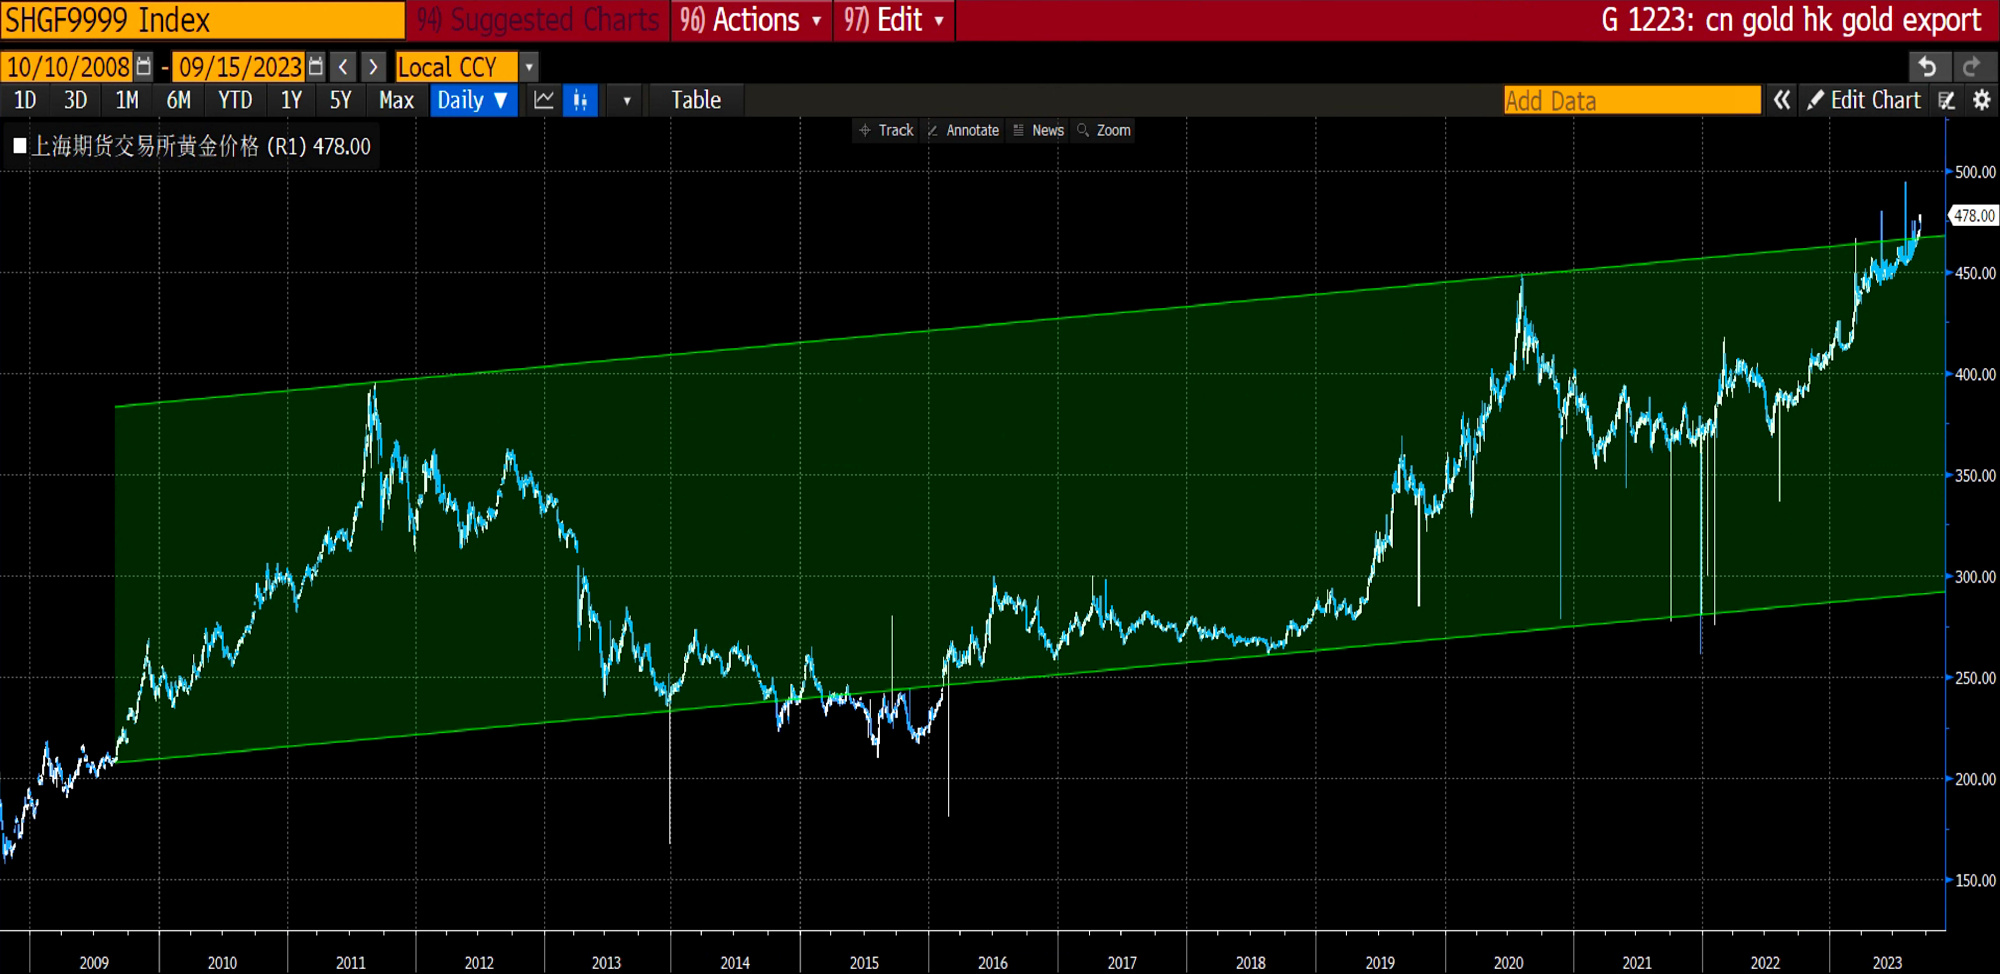 SHGF9999 Index 94) Suggested Charts 96) Actions 97) Edit G 1223: cn gold hk gold export
10/10/2008 - 09/15/2023 Local CCY
1D 3D 1M 6M YTD 1Y 5Y Max Daily Table Add Data Edit Chart
Track Annotate News Zoom
上海期货交易所黄金价格 (R1) 478.00
500.00
478.00
450.00
400.00
350.00
300.00
250.00
200.00
150.00
2009 2010 2011 2012 2013 2014 2015 2016 2017 2018 2019 2020 2021 2022 2023